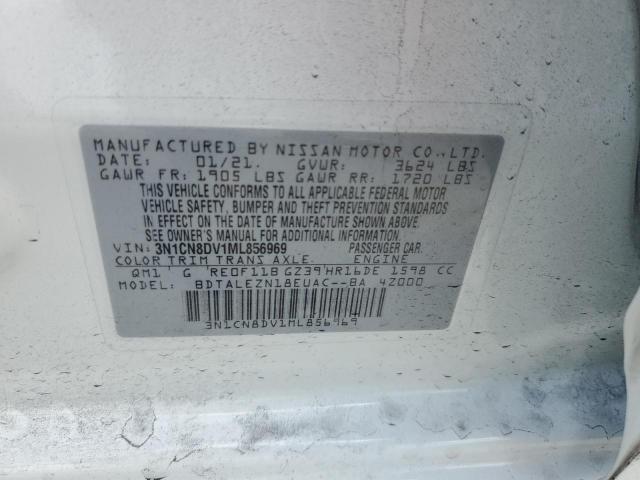 MANUFACTURED BY NISSAN MOTOR CO.,LTD.
DATE: 01/21. GVWR: 3624 LBS
GAWR FR: 1905 LBS GAWR RR: 1720 LBS
THIS VEHICLE CONFORMS TO ALL APPLICABLE FEDERAL MOTOR
VEHICLE SAFETY, BUMPER AND THEFT PREVENTION STANDARDS
IN EFFECT ON THE DATE OF MANUFACTURE SHOWN ABOVE.
SEE OWNER'S MANUAL FOR ADDITIONAL INFORMATION.
VIN: 3N1CN8DV1ML856969 PASSENGER CAR.
COLOR TRIM TRANS AXLE. ENGINE
QM1 G RE0F11B GZ39 HR16DE 1598 CC
MODEL: BDTALEZN18EUAC--BA 4Z000
3N1CN8DV1ML856969